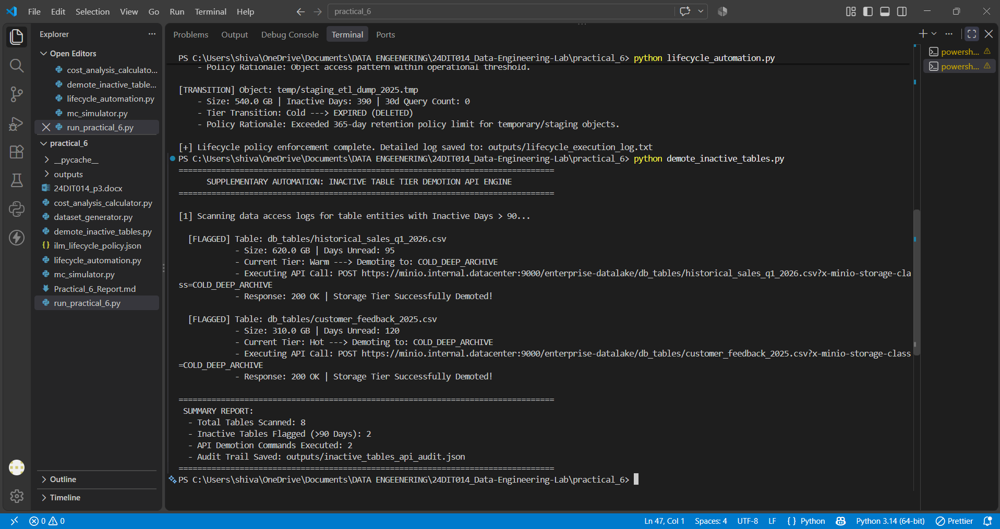 File Edit Selection View Go Run Terminal Help
practical_6
Explorer
Open Editors
cost_analysis_calculato...
demote_inactive_table...
lifecycle_automation.py
mc_simulator.py
run_practical_6.py
practical_6
__pycache__
outputs
24DIT014_p3.docx
cost_analysis_calculator.py
dataset_generator.py
demote_inactive_tables.py
ilm_lifecycle_policy.json
lifecycle_automation.py
mc_simulator.py
Practical_6_Report.md
run_practical_6.py
Outline
Timeline
Problems Output Debug Console Terminal Ports
powersh...
powersh...
PS C:\Users\shiva\OneDrive\Documents\DATA ENGEENERING\24DIT014_Data-Engineering-Lab\practical_6> python lifecycle_automation.py
- Policy Rationale: Object access pattern within operational threshold.
[TRANSITION] Object: temp/staging_etl_dump_2025.tmp
- Size: 540.0 GB | Inactive Days: 390 | 30d Query Count: 0
- Tier Transition: Cold ---> EXPIRED (DELETED)
- Policy Rationale: Exceeded 365-day retention policy limit for temporary/staging objects.
[+] Lifecycle policy enforcement complete. Detailed log saved to: outputs/lifecycle_execution_log.txt
PS C:\Users\shiva\OneDrive\Documents\DATA ENGEENERING\24DIT014_Data-Engineering-Lab\practical_6> python demote_inactive_tables.py
================================================================================
SUPPLEMENTARY AUTOMATION: INACTIVE TABLE TIER DEMOTION API ENGINE
================================================================================
[1] Scanning data access logs for table entities with Inactive Days > 90...
[FLAGGED] Table: db_tables/historical_sales_q1_2026.csv
- Size: 620.0 GB | Days Unread: 95
- Current Tier: Warm ---> Demoting to: COLD_DEEP_ARCHIVE
- Executing API Call: POST https://minio.internal.datacenter:9000/enterprise-datalake/db_tables/historical_sales_q1_2026.csv?x-minio-storage-cla
ss=COLD_DEEP_ARCHIVE
- Response: 200 OK | Storage Tier Successfully Demoted!
[FLAGGED] Table: db_tables/customer_feedback_2025.csv
- Size: 310.0 GB | Days Unread: 120
- Current Tier: Hot ---> Demoting to: COLD_DEEP_ARCHIVE
- Executing API Call: POST https://minio.internal.datacenter:9000/enterprise-datalake/db_tables/customer_feedback_2025.csv?x-minio-storage-class
=COLD_DEEP_ARCHIVE
- Response: 200 OK | Storage Tier Successfully Demoted!
================================================================================
SUMMARY REPORT:
- Total Tables Scanned: 8
- Inactive Tables Flagged (>90 Days): 2
- API Demotion Commands Executed: 2
- Audit Trail Saved: outputs/inactive_tables_api_audit.json
================================================================================
PS C:\Users\shiva\OneDrive\Documents\DATA ENGEENERING\24DIT014_Data-Engineering-Lab\practical_6>
0 0 Ln 47, Col 1 Spaces: 4 UTF-8 LF { } Python Python 3.14 (64-bit) Prettier